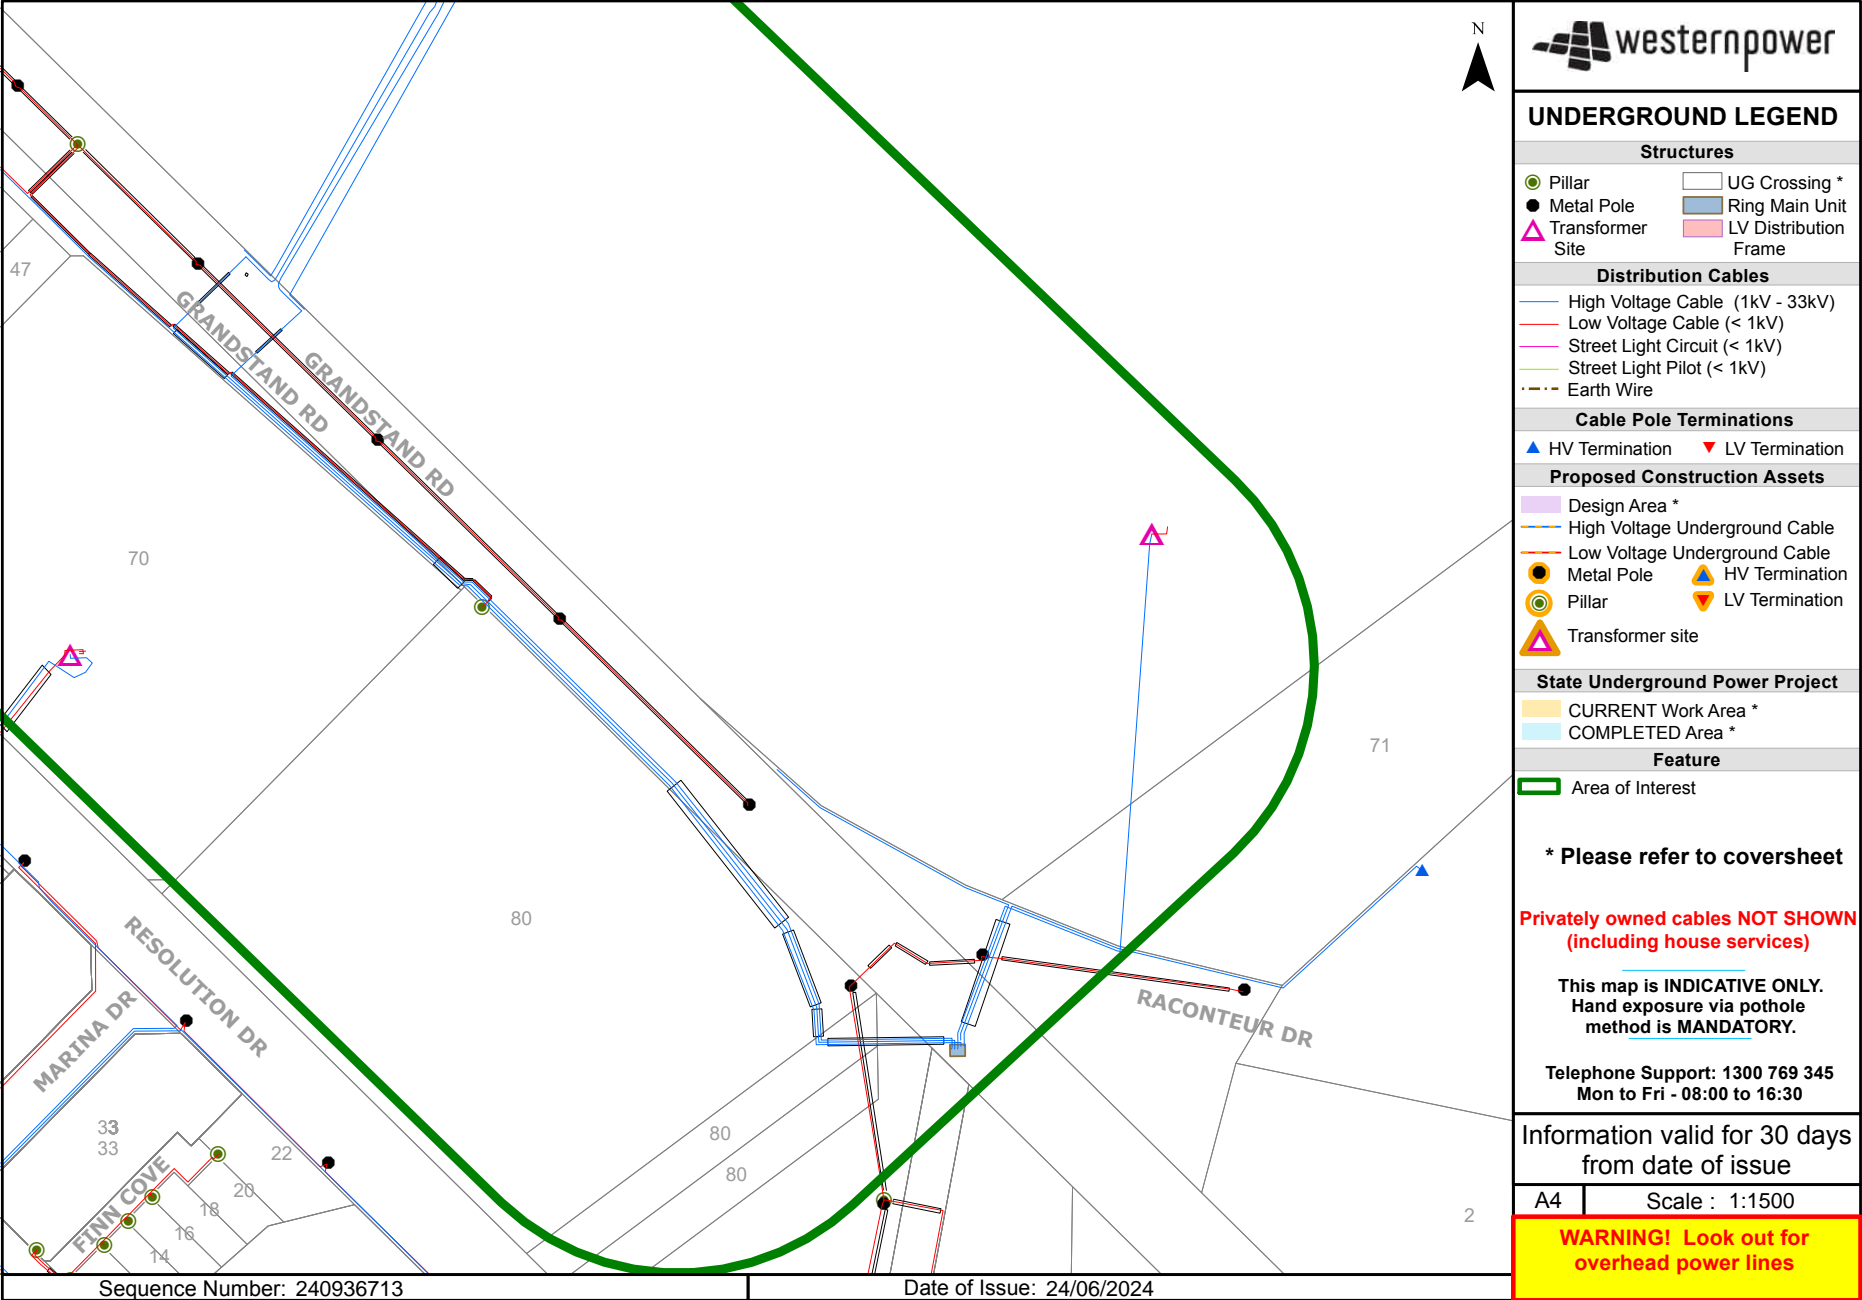 N
47
GRANDSTAND RD
GRANDSTAND RD
70
71
80
RESOLUTION DR
MARINA DR
RACONTEUR DR
33
33
22
80
80
FINN COVE
20
18
16
14
2
Sequence Number: 240936713
Date of Issue: 24/06/2024
westernpower
UNDERGROUND LEGEND
Structures
Pillar
UG Crossing *
Metal Pole
Ring Main Unit
Transformer
Site
LV Distribution
Frame
Distribution Cables
High Voltage Cable (1kV - 33kV)
Low Voltage Cable (< 1kV)
Street Light Circuit (< 1kV)
Street Light Pilot (< 1kV)
Earth Wire
Cable Pole Terminations
HV Termination
LV Termination
Proposed Construction Assets
Design Area *
High Voltage Underground Cable
Low Voltage Underground Cable
Metal Pole
HV Termination
Pillar
LV Termination
Transformer site
State Underground Power Project
CURRENT Work Area *
COMPLETED Area *
Feature
Area of Interest
* Please refer to coversheet
Privately owned cables NOT SHOWN
(including house services)
This map is INDICATIVE ONLY.
Hand exposure via pothole
method is MANDATORY.
Telephone Support: 1300 769 345
Mon to Fri - 08:00 to 16:30
Information valid for 30 days
from date of issue
A4
Scale : 1:1500
WARNING! Look out for
overhead power lines